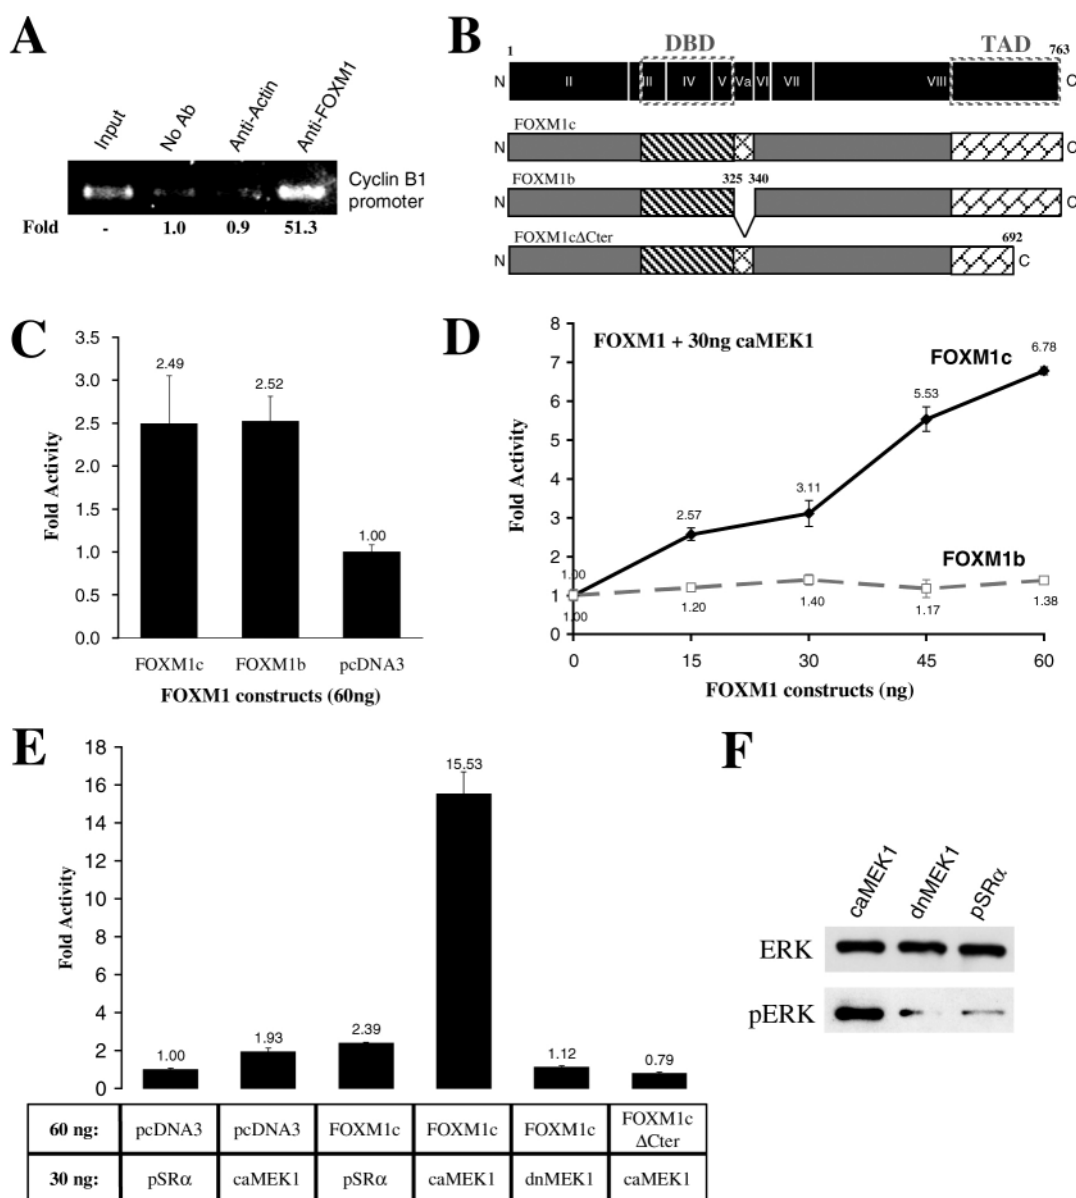 A
Input No Ab Anti-Actin Anti-FOXM1
Cyclin B1
promoter
Fold - 1.0 0.9 51.3
B
1 DBD TAD 763
N II III IV V Va VI VII VIII C
FOXM1c
N C
FOXM1b 325 340
N C
FOXM1cΔCter 692
N C
C
Fold Activity
3.5
3.0
2.5
2.0
1.5
1.0
0.5
0.0
2.49 2.52 1.00
FOXM1c FOXM1b pcDNA3
FOXM1 constructs (60ng)
D
FOXM1 + 30ng caMEK1
Fold Activity
8
7
6
5
4
3
2
1
0
FOXM1c
1.00 2.57 3.11 5.53 6.78
FOXM1b
1.00 1.20 1.40 1.17 1.38
0 15 30 45 60
FOXM1 constructs (ng)
E
Fold Activity
18
16
14
12
10
8
6
4
2
0
1.00 1.93 2.39 15.53 1.12 0.79
60 ng: pcDNA3 pcDNA3 FOXM1c FOXM1c FOXM1c FOXM1c
ΔCter
30 ng: pSRα caMEK1 pSRα caMEK1 dnMEK1 caMEK1
F
caMEK1 dnMEK1 pSRα
ERK
pERK